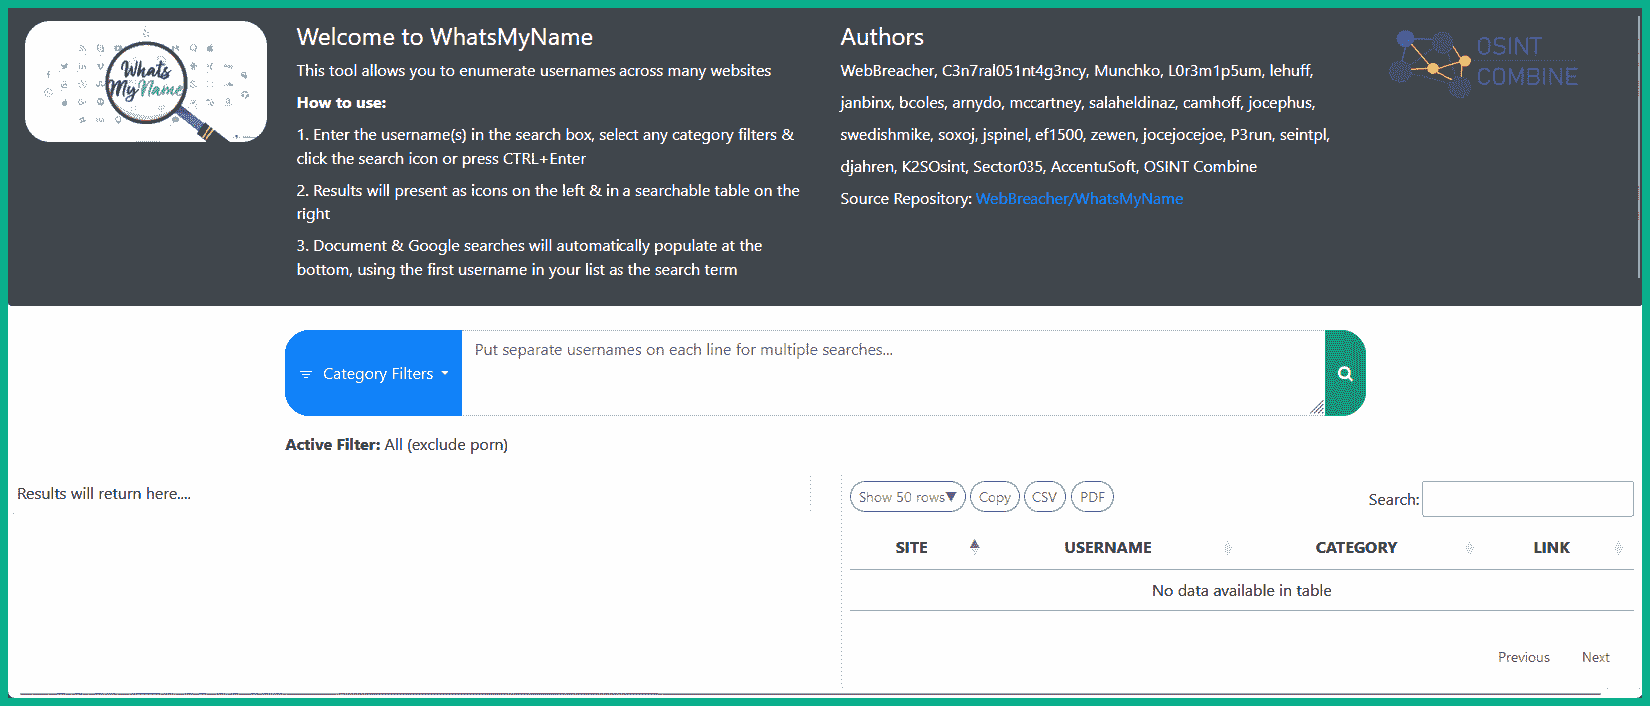 Whats
MyName
Welcome to WhatsMyName
This tool allows you to enumerate usernames across many websites
How to use:
1. Enter the username(s) in the search box, select any category filters &
click the search icon or press CTRL+Enter
2. Results will present as icons on the left & in a searchable table on the
right
3. Document & Google searches will automatically populate at the
bottom, using the first username in your list as the search term
Authors
WebBreacher, C3n7ral051nt4g3ncy, Munchko, L0r3m1p5um, lehuff,
janbinx, bcoles, arnydo, mccartney, salaheldinaz, camhoff, jocephus,
swedishmike, soxoj, jspinel, ef1500, zewen, jocejocejoe, P3run, seintpl,
djahren, K2SOsint, Sector035, AccentuSoft, OSINT Combine
Source Repository: WebBreacher/WhatsMyName
OSINT
COMBINE
Category Filters
Put separate usernames on each line for multiple searches...
Active Filter: All (exclude porn)
Results will return here....
Show 50 rows▼ Copy CSV PDF
Search:
SITE USERNAME CATEGORY LINK
No data available in table
Previous Next